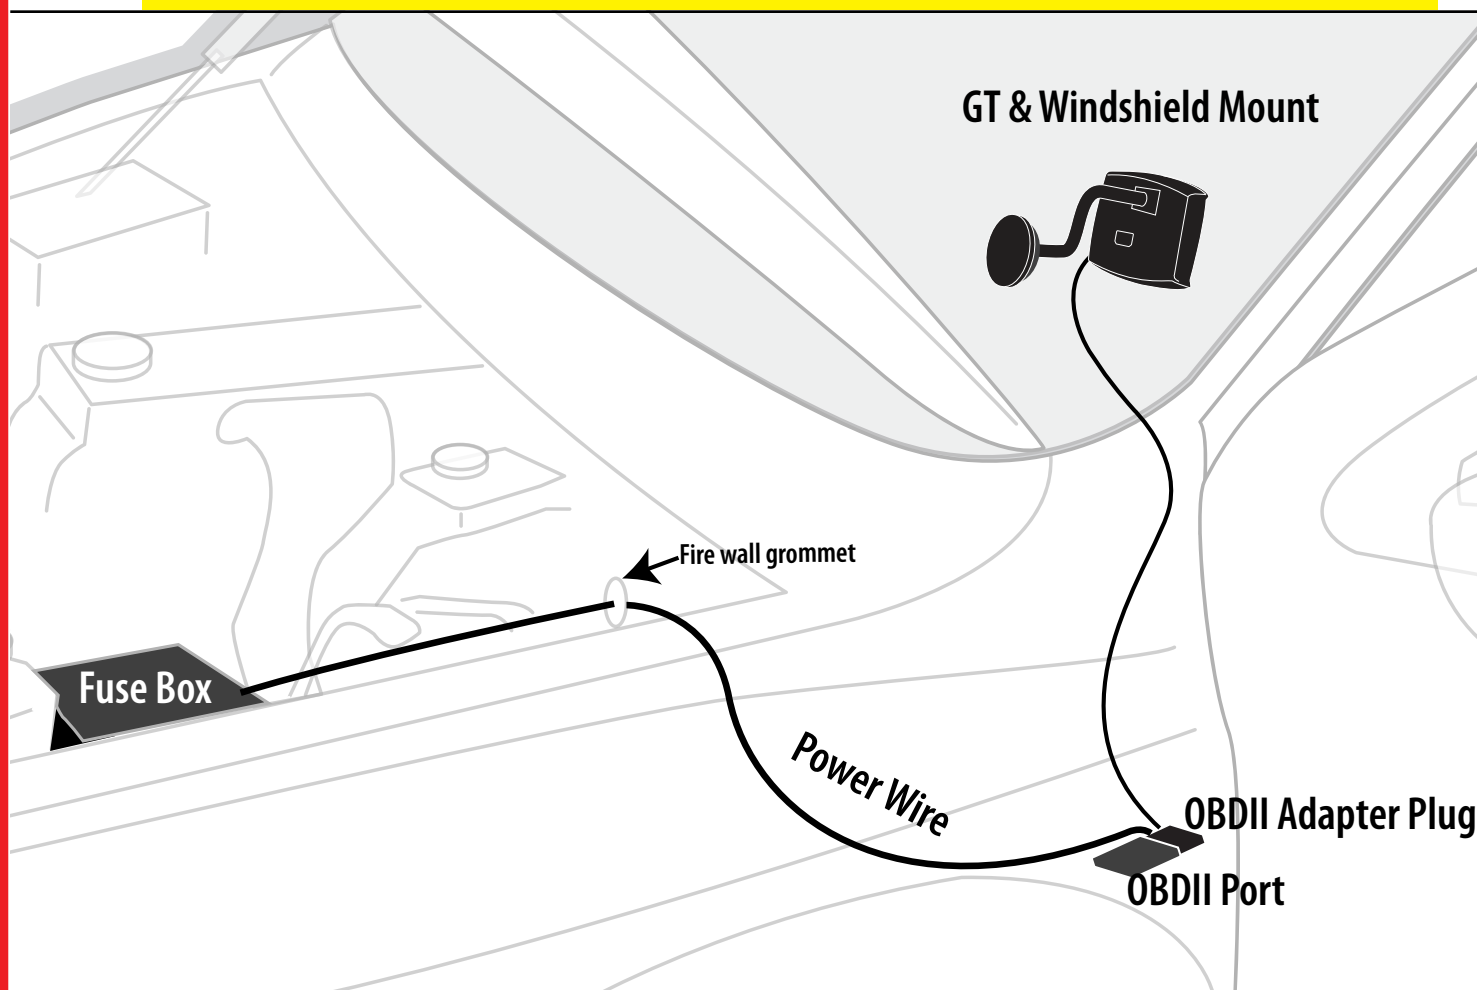 GT & Windshield Mount
Fire wall grommet
Fuse Box
Power Wire
OBDII Adapter Plug
OBDII Port